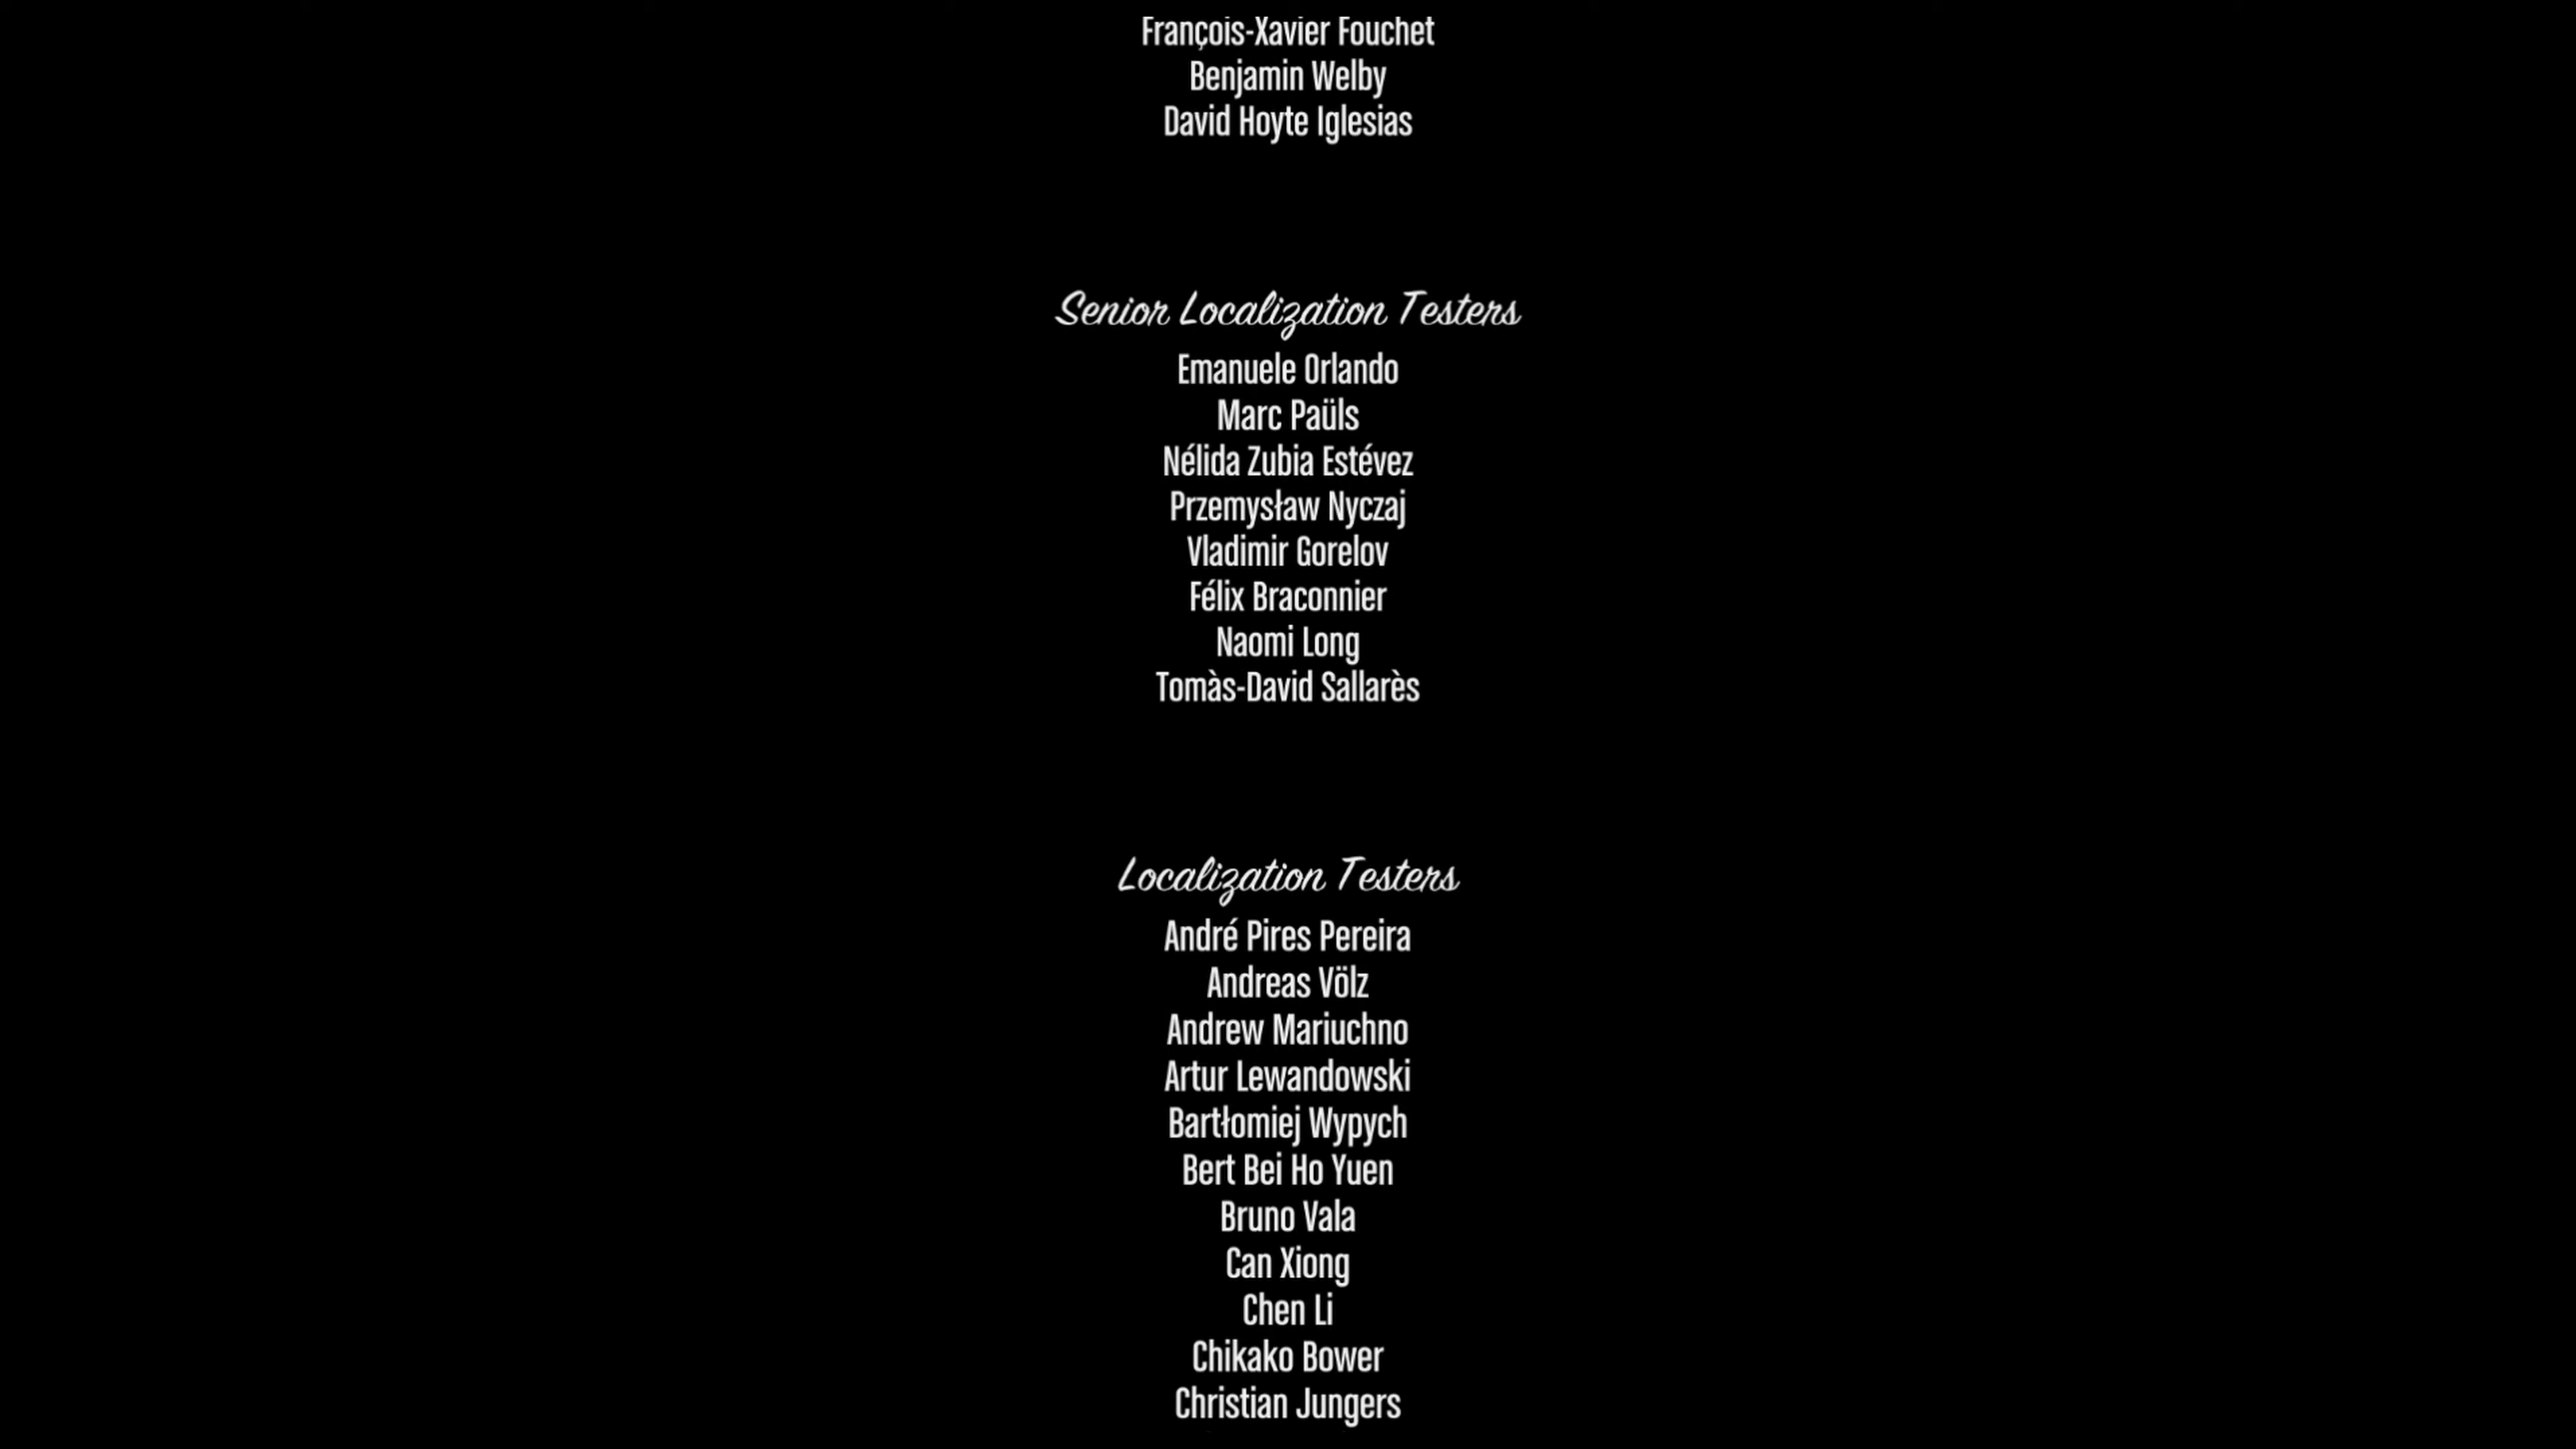 François-Xavier Fouchet
Benjamin Welby
David Hoyte Iglesias
Senior Localization Testers
Emanuele Orlando
Marc Paüls
Nélida Zubia Estévez
Przemysław Nyczaj
Vladimir Gorelov
Félix Braconnier
Naomi Long
Tomàs-David Sallarès
Localization Testers
André Pires Pereira
Andreas Völz
Andrew Mariuchno
Artur Lewandowski
Bartłomiej Wypych
Bert Bei Ho Yuen
Bruno Vala
Can Xiong
Chen Li
Chikako Bower
Christian Jungers